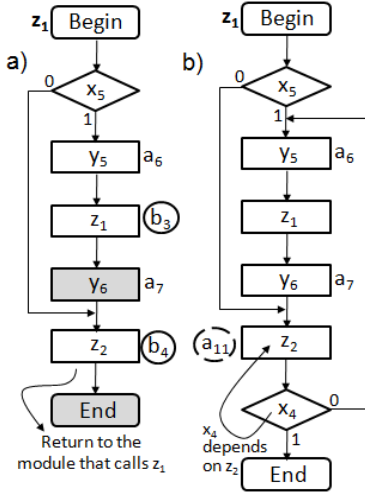 a)
z₁ Begin
x₅
0
1
y₅ a₆
z₁ b₃
y₆ a₇
z₂ b₄
End
Return to the
module that calls z₁
b)
z₁ Begin
x₅
0
1
y₅ a₆
z₁
y₆ a₇
a₁₁ z₂
x₄ 0
1
x₄
depends
on z₂
End